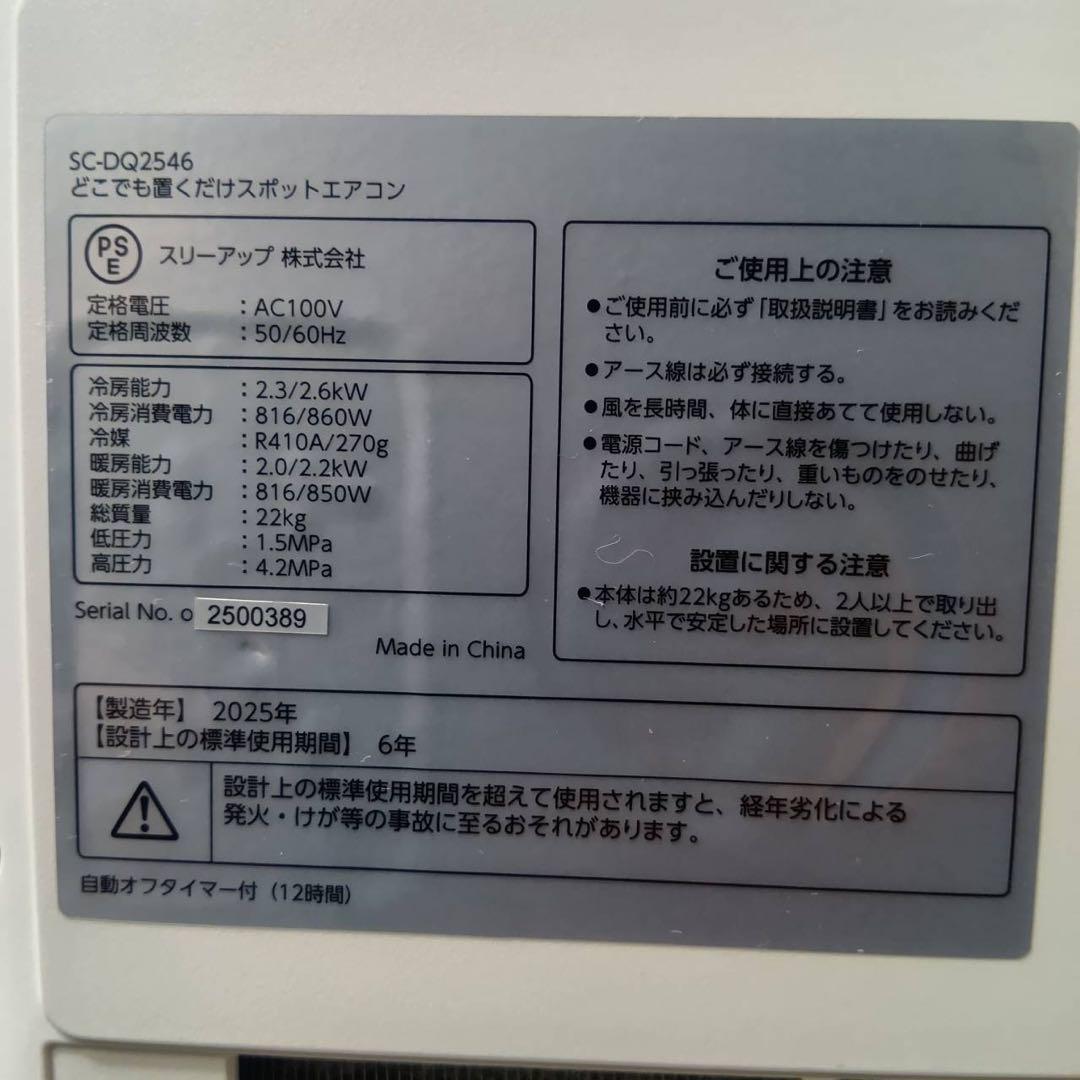 SC-DQ2546
どこでも置くだけスポットエアコン
PSE
スリーアップ 株式会社
定格電圧 : AC100V
定格周波数 : 50/60Hz
冷房能力 : 2.3/2.6kW
冷房消費電力 : 816/860W
冷媒 : R410A/270g
暖房能力 : 2.0/2.2kW
暖房消費電力 : 816/850W
総質量 : 22kg
低圧力 : 1.5MPa
高圧力 : 4.2MPa
Serial No. o 2500389
Made in China
ご使用上の注意
●ご使用前に必ず「取扱説明書」をお読みくだ
さい。
●アース線は必ず接続する。
●風を長時間、体に直接あてて使用しない。
●電源コード、アース線を傷つけたり、曲げ
たり、引っ張ったり、重いものをのせたり、
機器に挟み込んだりしない。
設置に関する注意
●本体は約22kgあるため、2人以上で取り出
し、水平で安定した場所に設置してください。
【製造年】 2025年
【設計上の標準使用期間】 6年
設計上の標準使用期間を超えて使用されますと、経年劣化による
発火・けが等の事故に至るおそれがあります。
自動オフタイマー付（12時間）